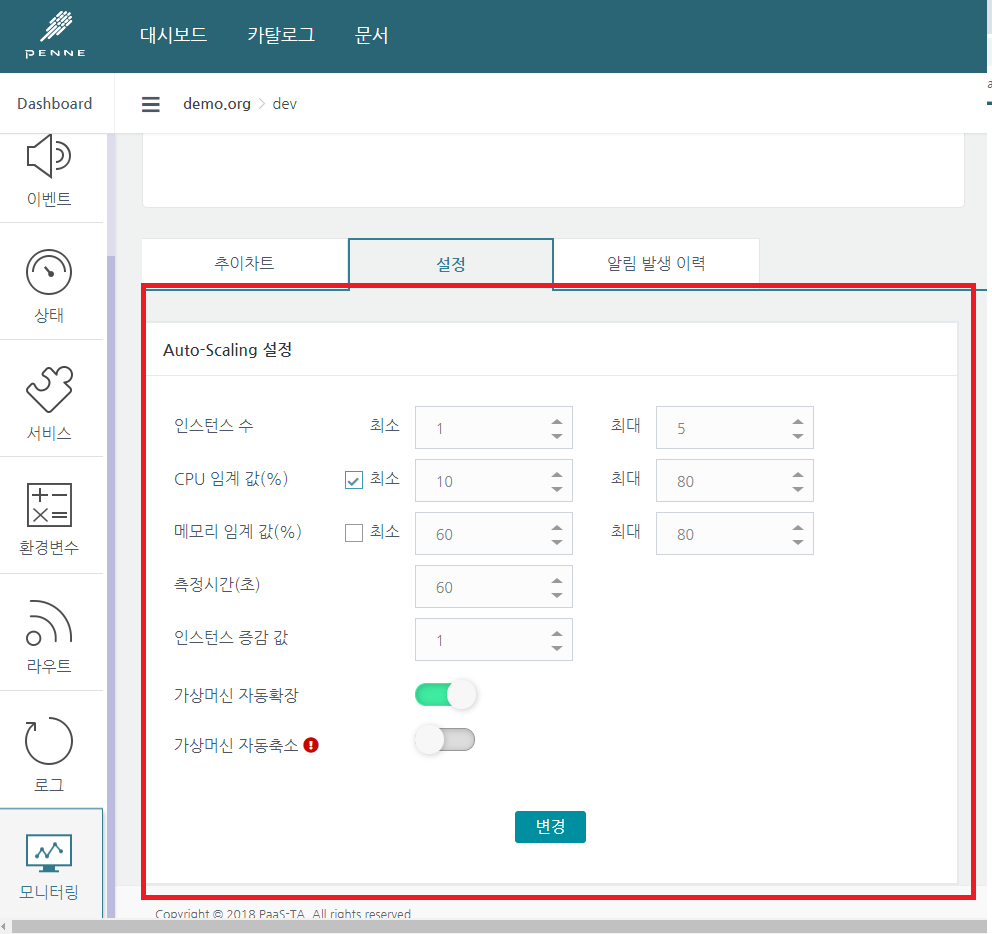 PENNE
대시보드 카탈로그 문서
Dashboard
demo.org > dev
이벤트
상태
서비스
환경변수
라우트
로그
모니터링
추이차트 설정 알림 발생 이력
Auto-Scaling 설정
인스턴스 수 최소 1 최대 5
CPU 임계 값(%) 최소 10 최대 80
메모리 임계 값(%) 최소 60 최대 80
측정시간(초) 60
인스턴스 증감 값 1
가상머신 자동확장
가상머신 자동축소
변경
Copyright © 2018 PaaS-TA. All rights reserved